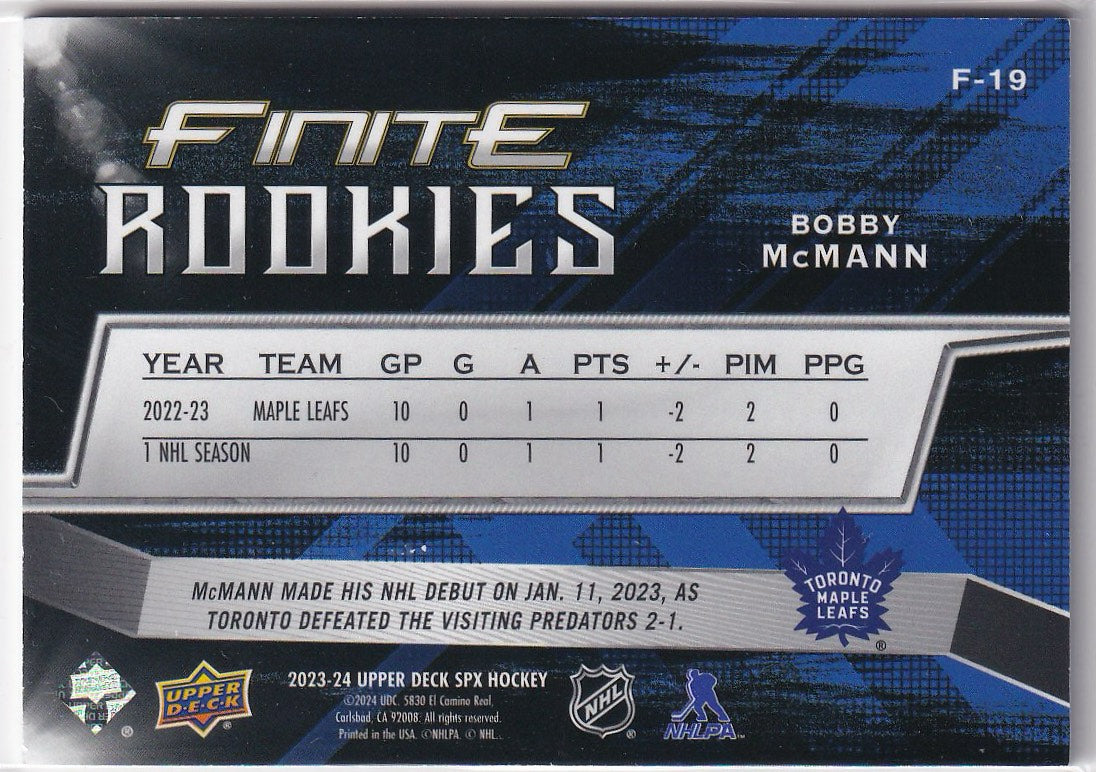 F-19
FINITE
ROOKIES
BOBBY
McMANN
YEAR TEAM GP G A PTS +/- PIM PPG
2022-23 MAPLE LEAFS 10 0 1 1 -2 2 0
1 NHL SEASON 10 0 1 1 -2 2 0
McMANN MADE HIS NHL DEBUT ON JAN. 11, 2023, AS
TORONTO DEFEATED THE VISITING PREDATORS 2-1.
TORONTO
MAPLE
LEAFS
®
UPPER
D·E·C·K
®
®
2023-24 UPPER DECK SPX HOCKEY
©2024 UDC. 5830 El Camino Real,
Carlsbad, CA 92008. All rights reserved.
Printed in the USA. ©NHLPA © NHL.
NHL
®
NHLPA